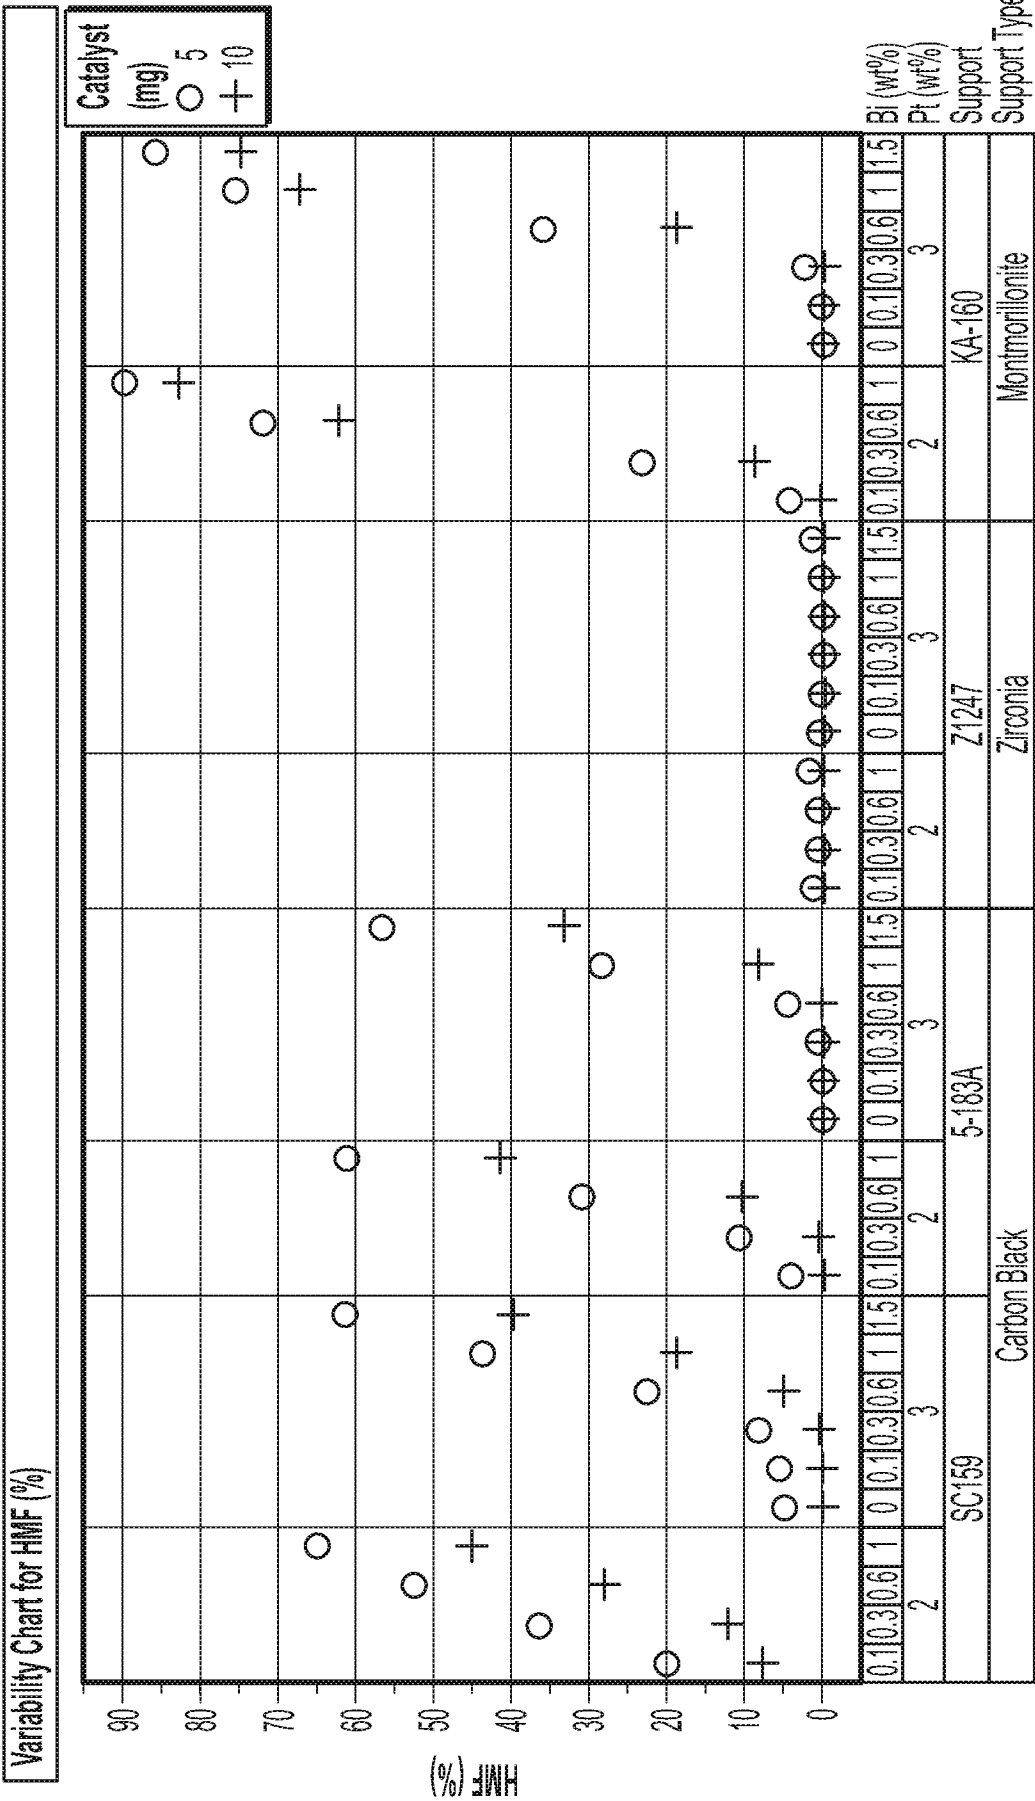 Variability Chart for HMF (%)
Catalyst
(mg)
5
10
HMF (%)
90
80
70
60
50
40
30
20
10
0
0.1 0.3 0.6 1 0 0.1 0.3 0.6 1 1.5 0.1 0.3 0.6 1 0 0.1 0.3 0.6 1 1.5 0.1 0.3 0.6 1 0 0.1 0.3 0.6 1 1.5 0.1 0.3 0.6 1 0 0.1 0.3 0.6 1 1.5 Bi (wt%)
2 3 2 3 2 3 2 3 Pt (wt%)
SC159 5-183A Z1247 KA-160 Support
Carbon Black Zirconia Montmorillonite Support Type